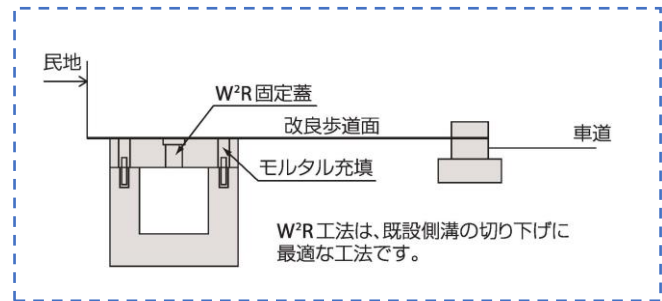 民地
W²R固定蓋
改良歩道面
車道
モルタル充填
W²R工法は、既設側溝の切り下げに
最適な工法です。